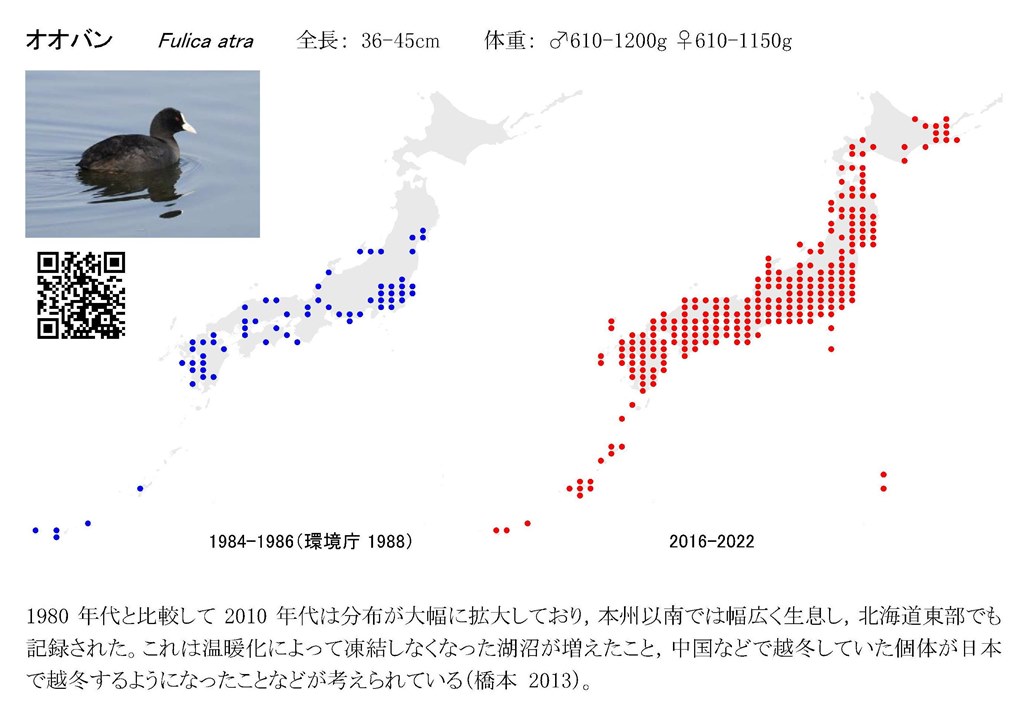 オオバン Fulica atra 全長： 36-45cm 体重： ♂610-1200g ♀610-1150g
1984-1986（環境庁 1988）
2016-2022
1980 年代と比較して 2010 年代は分布が大幅に拡大しており，本州以南では幅広く生息し，北海道東部でも
記録された。これは温暖化によって凍結しなくなった湖沼が増えたこと，中国などで越冬していた個体が日本
で越冬するようになったことなどが考えられている（橋本 2013）。